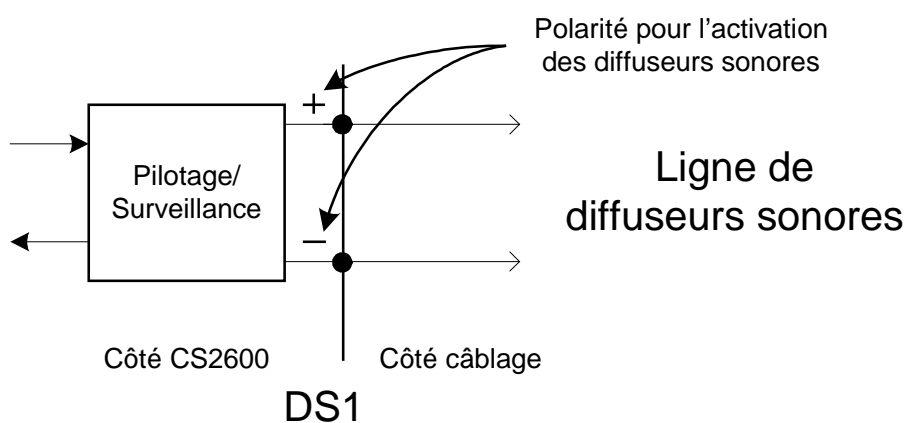 Polarité pour l’activation
des diffuseurs sonores
+
Pilotage/
Surveillance
–
Ligne de
diffuseurs sonores
Côté CS2600
Côté câblage
DS1